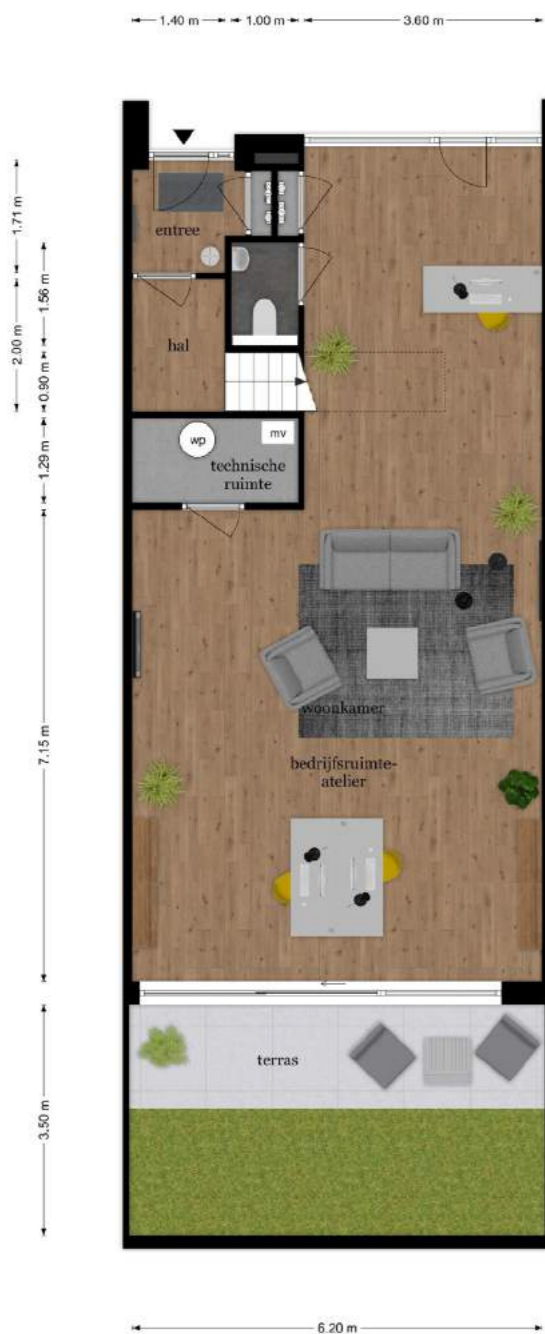 1.40 m
1.00 m
3.60 m
1.71 m
entree
1.56 m
2.00 m
hal
0.90 m
1.29 m
wp
mv
technische
ruimte
7.15 m
woonkamer
bedrijfsruimte-
atelier
3.50 m
terras
6.20 m